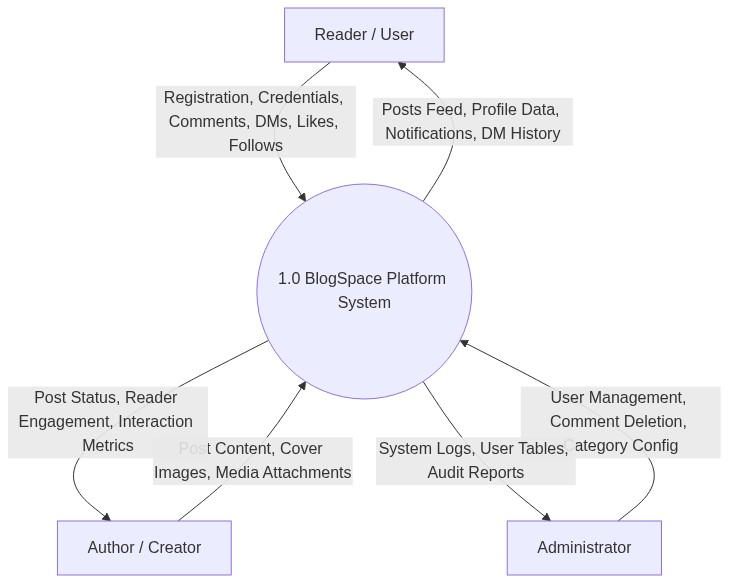 Reader / User
Registration, Credentials,
Comments, DMs, Likes,
Follows
Posts Feed, Profile Data,
Notifications, DM History
1.0 BlogSpace Platform
System
Post Status, Reader
Engagement, Interaction
Metrics
Post Content, Cover
Images, Media Attachments
System Logs, User Tables,
Audit Reports
User Management,
Comment Deletion,
Category Config
Author / Creator
Administrator